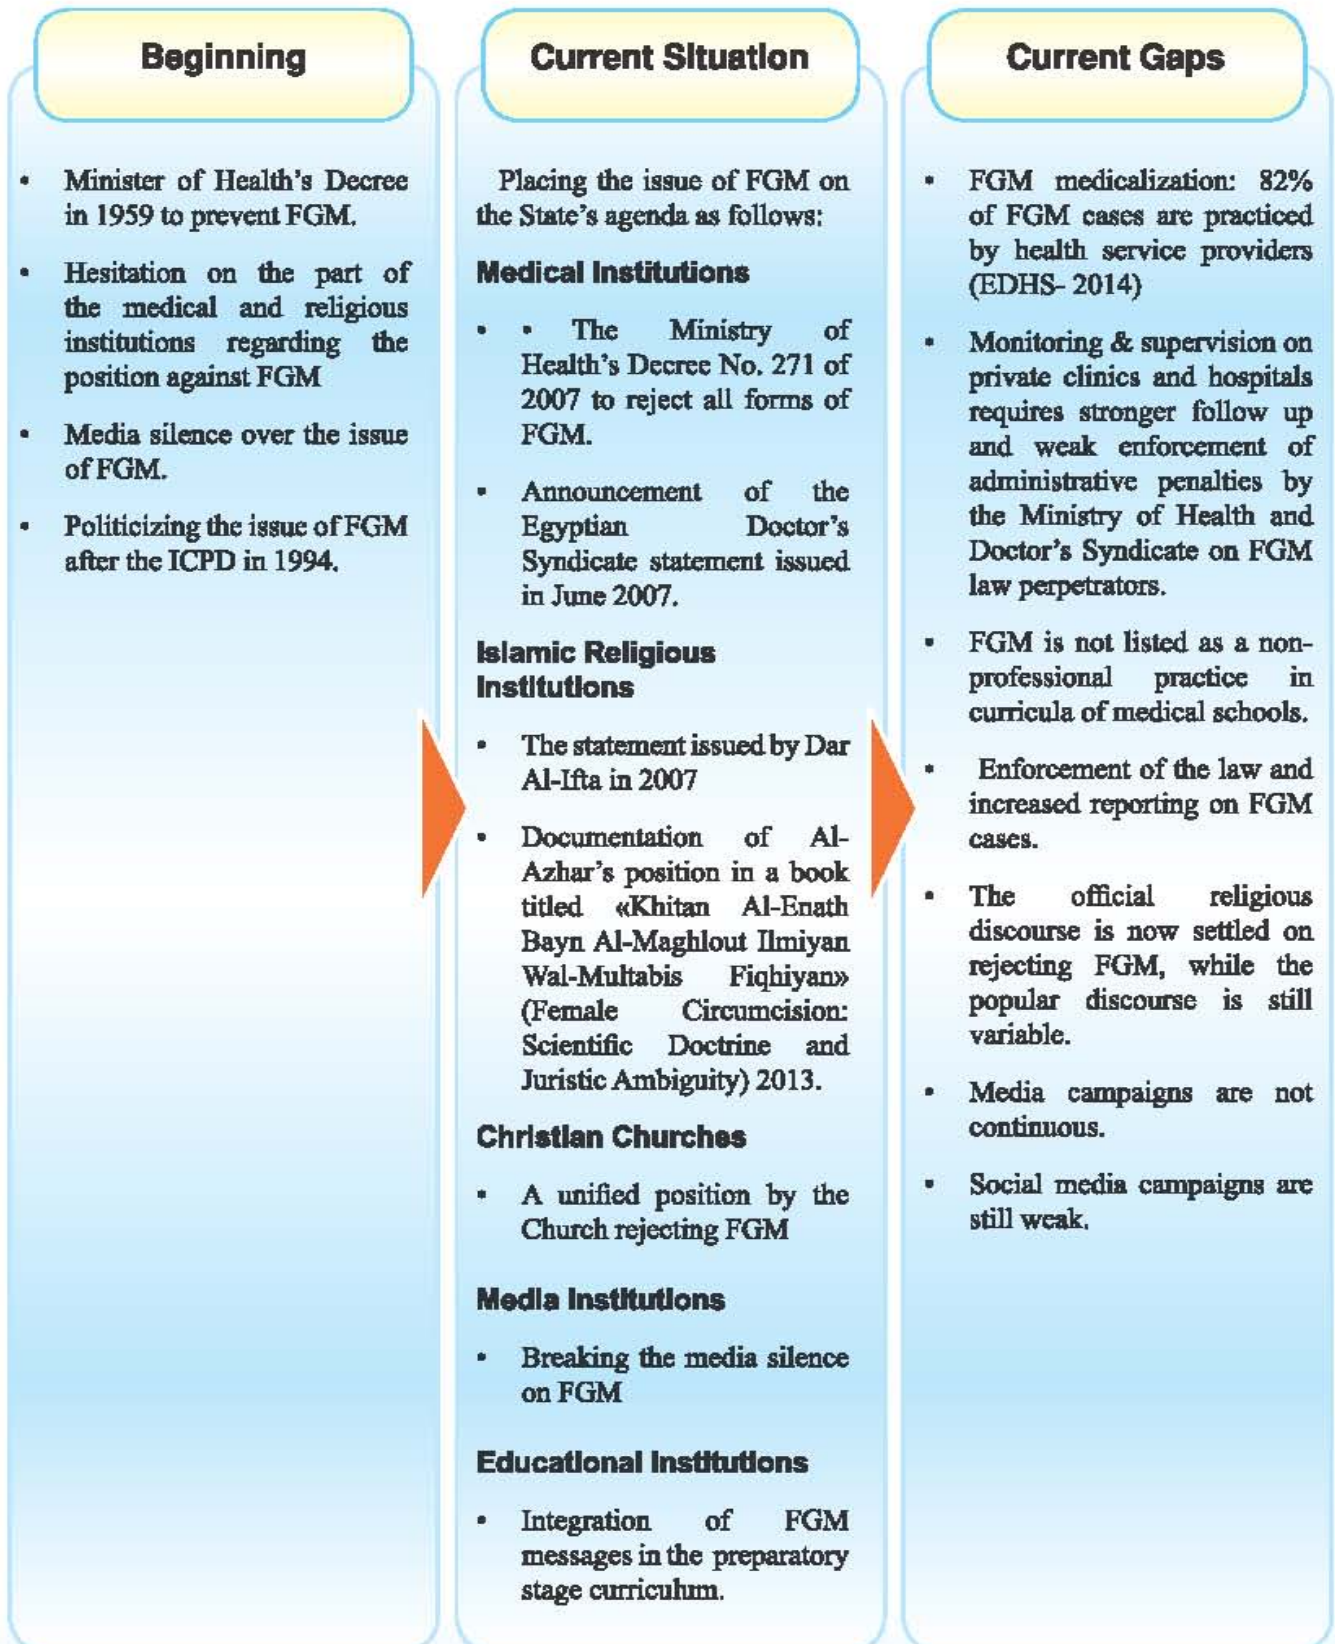 Beginning
• Minister of Health's Decree
in 1959 to prevent FGM.
• Hesitation on the part of
the medical and religious
institutions regarding the
position against FGM
• Media silence over the issue
of FGM.
• Politicizing the issue of FGM
after the ICPD in 1994.
Current Situation
Placing the issue of FGM on
the State's agenda as follows:
Medical Institutions
• • The Ministry of
Health's Decree No. 271 of
2007 to reject all forms of
FGM.
• Announcement of the
Egyptian Doctor's
Syndicate statement issued
in June 2007.
Islamic Religious
Institutions
• The statement issued by Dar
Al-Ifta in 2007
• Documentation of Al-
Azhar's position in a book
titled «Khitan Al-Enath
Bayn Al-Maghlout Ilmiyan
Wal-Multabis Fiqhiyan»
(Female Circumcision:
Scientific Doctrine and
Juristic Ambiguity) 2013.
Christian Churches
• A unified position by the
Church rejecting FGM
Media Institutions
• Breaking the media silence
on FGM
Educational Institutions
• Integration of FGM
messages in the preparatory
stage curriculum.
Current Gaps
• FGM medicalization: 82%
of FGM cases are practiced
by health service providers
(EDHS- 2014)
• Monitoring & supervision on
private clinics and hospitals
requires stronger follow up
and weak enforcement of
administrative penalties by
the Ministry of Health and
Doctor's Syndicate on FGM
law perpetrators.
• FGM is not listed as a non-
professional practice in
curricula of medical schools.
• Enforcement of the law and
increased reporting on FGM
cases.
• The official religious
discourse is now settled on
rejecting FGM, while the
popular discourse is still
variable.
• Media campaigns are not
continuous.
• Social media campaigns are
still weak.